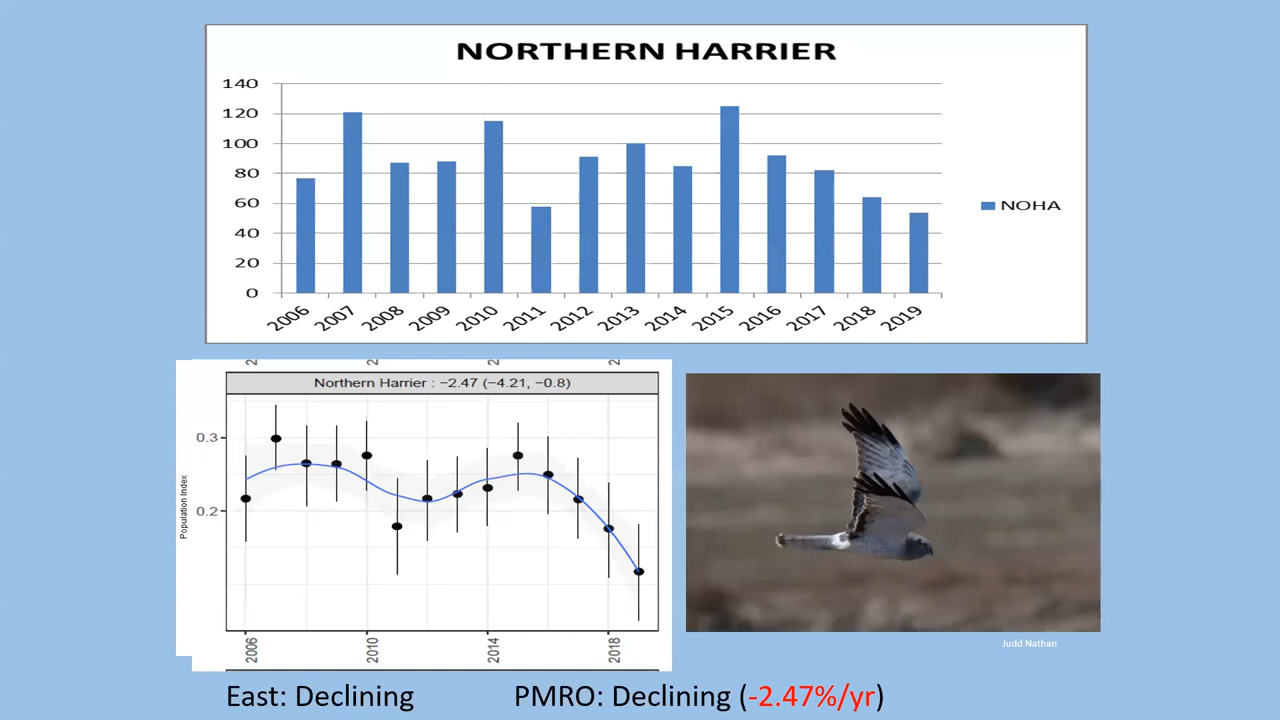 NORTHERN HARRIER
140
120
100
80
60
40
20
0
2006 2007 2008 2009 2010 2011 2012 2013 2014 2015 2016 2017 2018 2019
NOHA
Northern Harrier : −2.47 (−4.21, −0.8)
0.3
0.2
Population Index
2006 2010 2014 2018
Judd Nathan
East: Declining PMRO: Declining (-2.47%/yr)